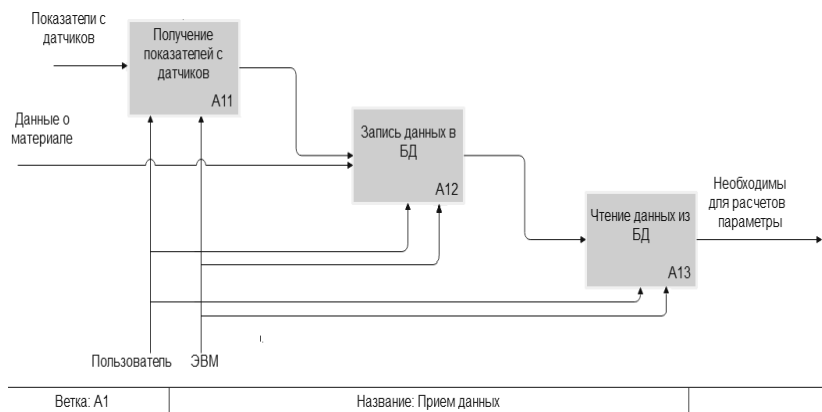 Показатели с
датчиков
Получение
показателей с
датчиков
A11
Данные о
материале
Запись данных в
БД
A12
Чтение данных из
БД
A13
Необходимы
для расчетов
параметры
Пользователь
ЭВМ
Ветка: A1
Название: Прием данных